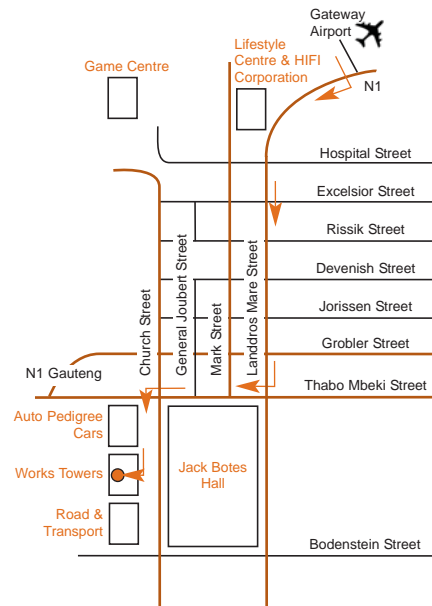 Gateway
Airport
Lifestyle
Centre & HIFI
Corporation
Game Centre
N1
Hospital Street
Excelsior Street
Rissik Street
Devenish Street
Jorissen Street
Grobler Street
Thabo Mbeki Street
Church Street
General Joubert Street
Mark Street
Landdros Mare Street
N1 Gauteng
Auto Pedigree
Cars
Works Towers
Road &
Transport
Jack Botes
Hall
Bodenstein Street